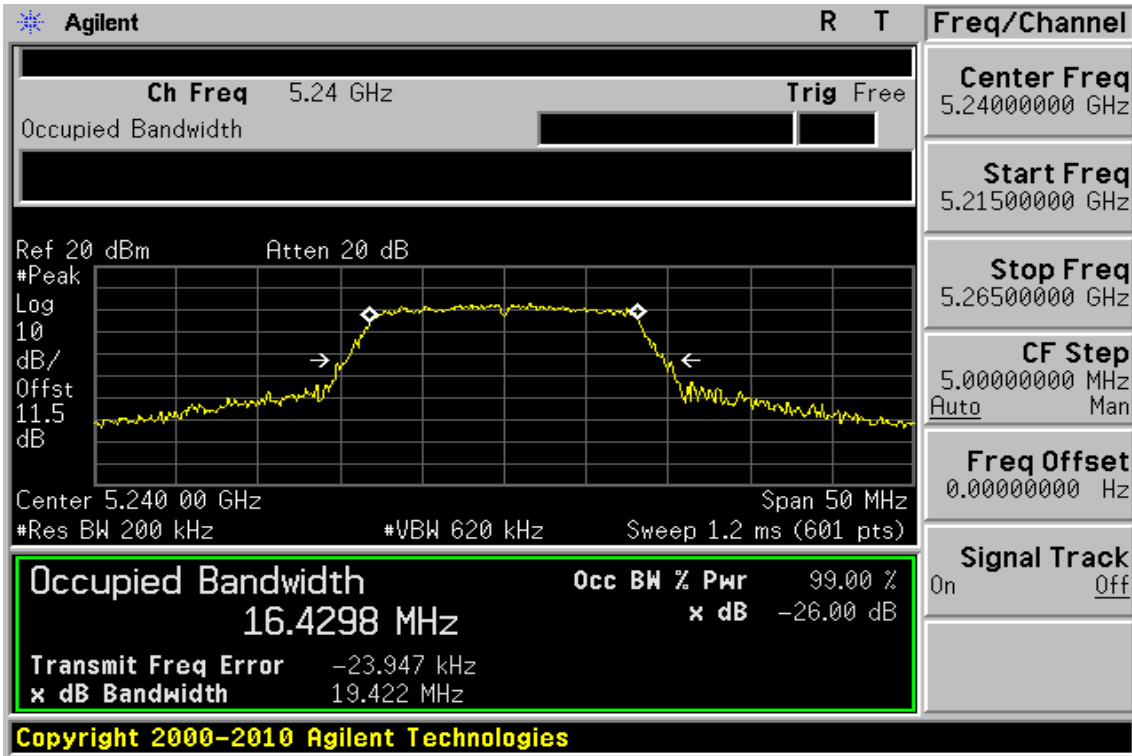 Agilent R T
Ch Freq 5.24 GHz Trig Free
Occupied Bandwidth
Ref 20 dBm Atten 20 dB
#Peak
Log
10
dB/
Offst
11.5
dB
Center 5.240 00 GHz Span 50 MHz
#Res BW 200 kHz #VBW 620 kHz Sweep 1.2 ms (601 pts)
Occupied Bandwidth Occ BW % Pwr 99.00 %
16.4298 MHz x dB -26.00 dB
Transmit Freq Error -23.947 kHz
x dB Bandwidth 19.422 MHz
Copyright 2000-2010 Agilent Technologies
Freq/Channel
Center Freq
5.24000000 GHz
Start Freq
5.21500000 GHz
Stop Freq
5.26500000 GHz
CF Step
5.00000000 MHz
Auto Man
Freq Offset
0.00000000 Hz
Signal Track
On Off